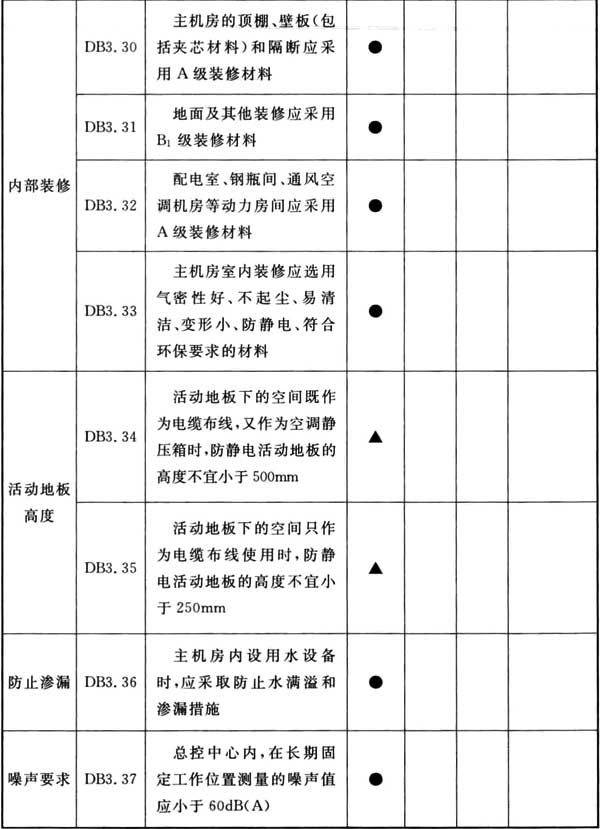 内部装修
DB3.30
主机房的顶棚、壁板(包
括夹芯材料)和隔断应采
用A级装修材料
●
DB3.31
地面及其他装修应采用
B₁ 级装修材料
●
DB3.32
配电室、钢瓶间、通风空
调机房等动力房间应采用
A级装修材料
●
DB3.33
主机房室内装修应选用
气密性好、不起尘、易清
洁、变形小、防静电、符合
环保要求的材料
●
活动地板
高度
DB3.34
活动地板下的空间既作
为电缆布线,又作为空调静
压箱时,防静电活动地板的
高度不宜小于500mm
▲
DB3.35
活动地板下的空间只作
为电缆布线使用时,防静
电活动地板的高度不宜小
于250mm
▲
防止渗漏
DB3.36
主机房内设用水设备
时,应采取防止水满溢和
渗漏措施
●
噪声要求
DB3.37
总控中心内,在长期固
定工作位置测量的噪声值
应小于60dB(A)
●